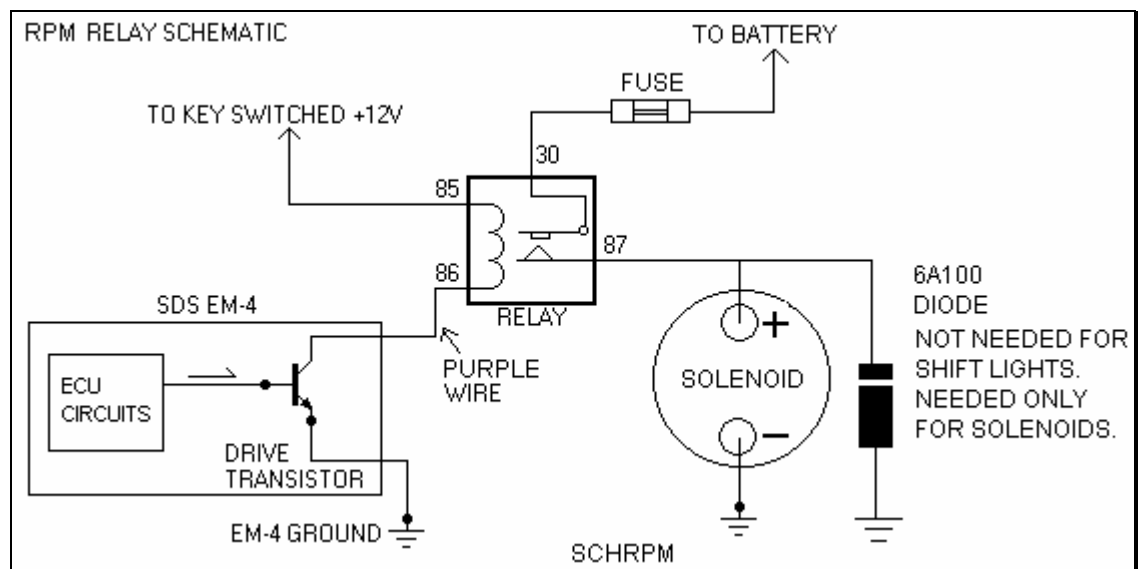 RPM RELAY SCHEMATIC
TO BATTERY
FUSE
TO KEY SWITCHED +12V
30
85
87
86
RELAY
SDS EM-4
ECU
CIRCUITS
PURPLE
WIRE
DRIVE
TRANSISTOR
EM-4 GROUND
+
SOLENOID
-
6A100
DIODE
NOT NEEDED FOR
SHIFT LIGHTS.
NEEDED ONLY
FOR SOLENOIDS.
SCHRPM